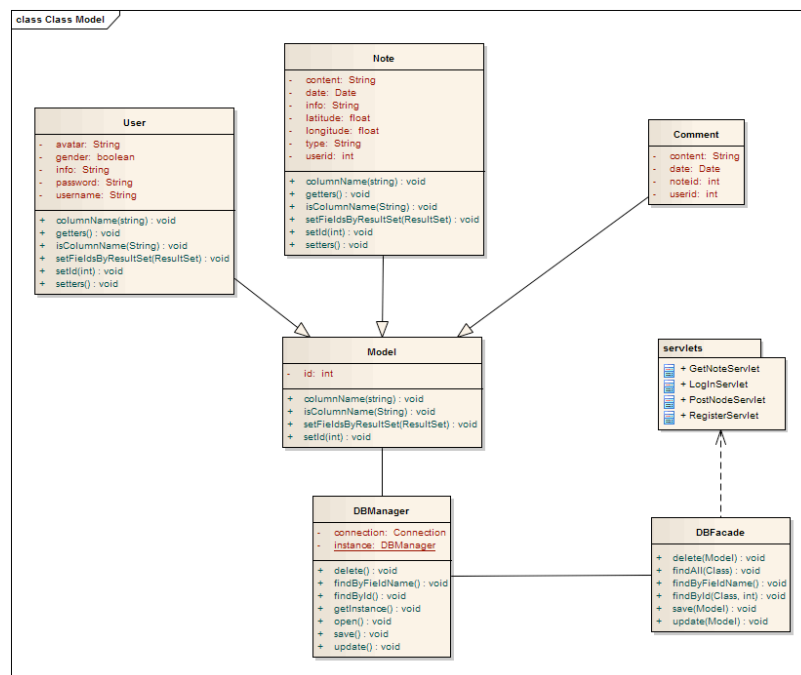 class Class Model
Note
- content: String
- date: Date
- info: String
- latitude: float
- longitude: float
- type: String
- userid: int
+ columnName(string) : void
+ getters() : void
+ isColumnName(String) : void
+ setFieldsByResultSet(ResultSet) : void
+ setId(int) : void
+ setters() : void
User
- avatar: String
- gender: boolean
- info: String
- password: String
- username: String
+ columnName(string) : void
+ getters() : void
+ isColumnName(String) : void
+ setFieldsByResultSet(ResultSet) : void
+ setId(int) : void
+ setters() : void
Comment
- content: String
- date: Date
- noteid: int
- userid: int
Model
- id: int
+ columnName(string) : void
+ isColumnName(String) : void
+ setFieldsByResultSet(ResultSet) : void
+ setId(int) : void
servlets
+ GetNoteServlet
+ LogInServlet
+ PostNodeServlet
+ RegisterServlet
DBManager
- connection: Connection
- instance: DBManager
+ delete() : void
+ findByFieldName() : void
+ findById() : void
+ getInstance() : void
+ open() : void
+ save() : void
+ update() : void
DBFacade
+ delete(Model) : void
+ findAll(Class) : void
+ findByFieldName() : void
+ findById(Class, int) : void
+ save(Model) : void
+ update(Model) : void